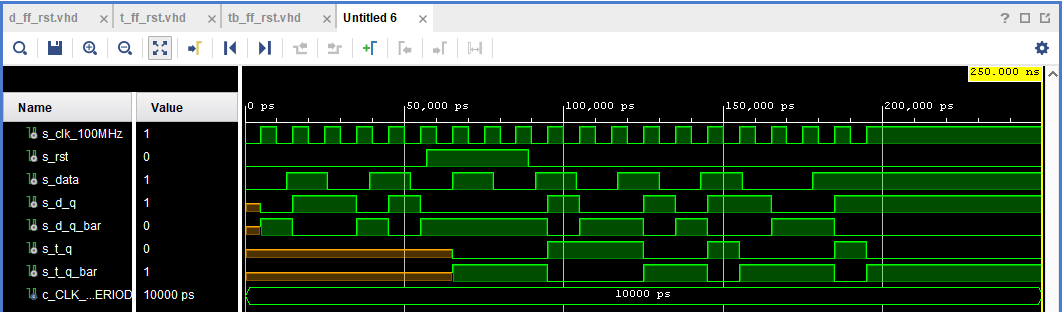 d_ff_rst.vhd × t_ff_rst.vhd × tb_ff_rst.vhd × Untitled 6 ×
250.000 ns
Name Value
0 ps 50,000 ps 100,000 ps 150,000 ps 200,000 ps
s_clk_100MHz 1
s_rst 0
s_data 1
s_d_q 1
s_d_q_bar 0
s_t_q 0
s_t_q_bar 1
c_CLK_...ERIOD 10000 ps 10000 ps